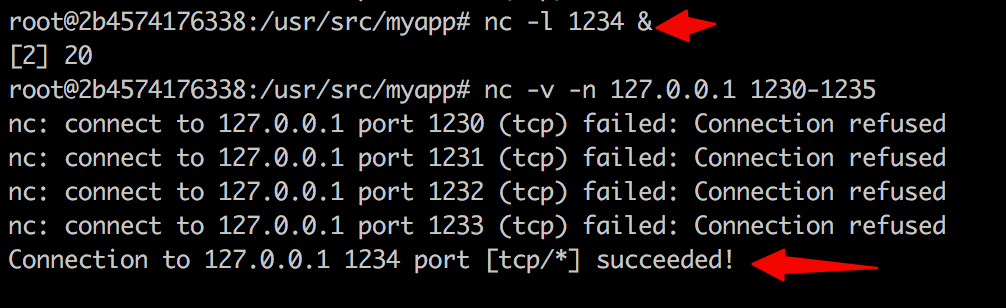 root@2b4574176338:/usr/src/myapp# nc -l 1234 &
[2] 20
root@2b4574176338:/usr/src/myapp# nc -v -n 127.0.0.1 1230-1235
nc: connect to 127.0.0.1 port 1230 (tcp) failed: Connection refused
nc: connect to 127.0.0.1 port 1231 (tcp) failed: Connection refused
nc: connect to 127.0.0.1 port 1232 (tcp) failed: Connection refused
nc: connect to 127.0.0.1 port 1233 (tcp) failed: Connection refused
Connection to 127.0.0.1 1234 port [tcp/*] succeeded!